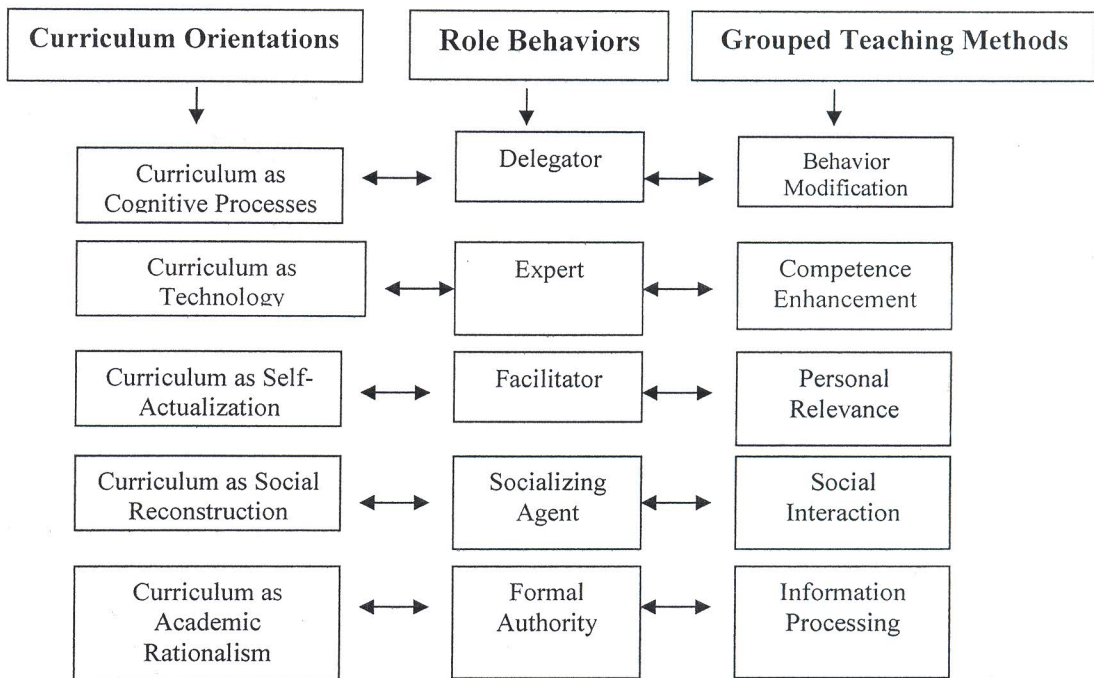 Curriculum Orientations
Role Behaviors
Grouped Teaching Methods
Curriculum as
Cognitive Processes
Delegator
Behavior
Modification
Curriculum as
Technology
Expert
Competence
Enhancement
Curriculum as Self-
Actualization
Facilitator
Personal
Relevance
Curriculum as Social
Reconstruction
Socializing
Agent
Social
Interaction
Curriculum as
Academic
Rationalism
Formal
Authority
Information
Processing